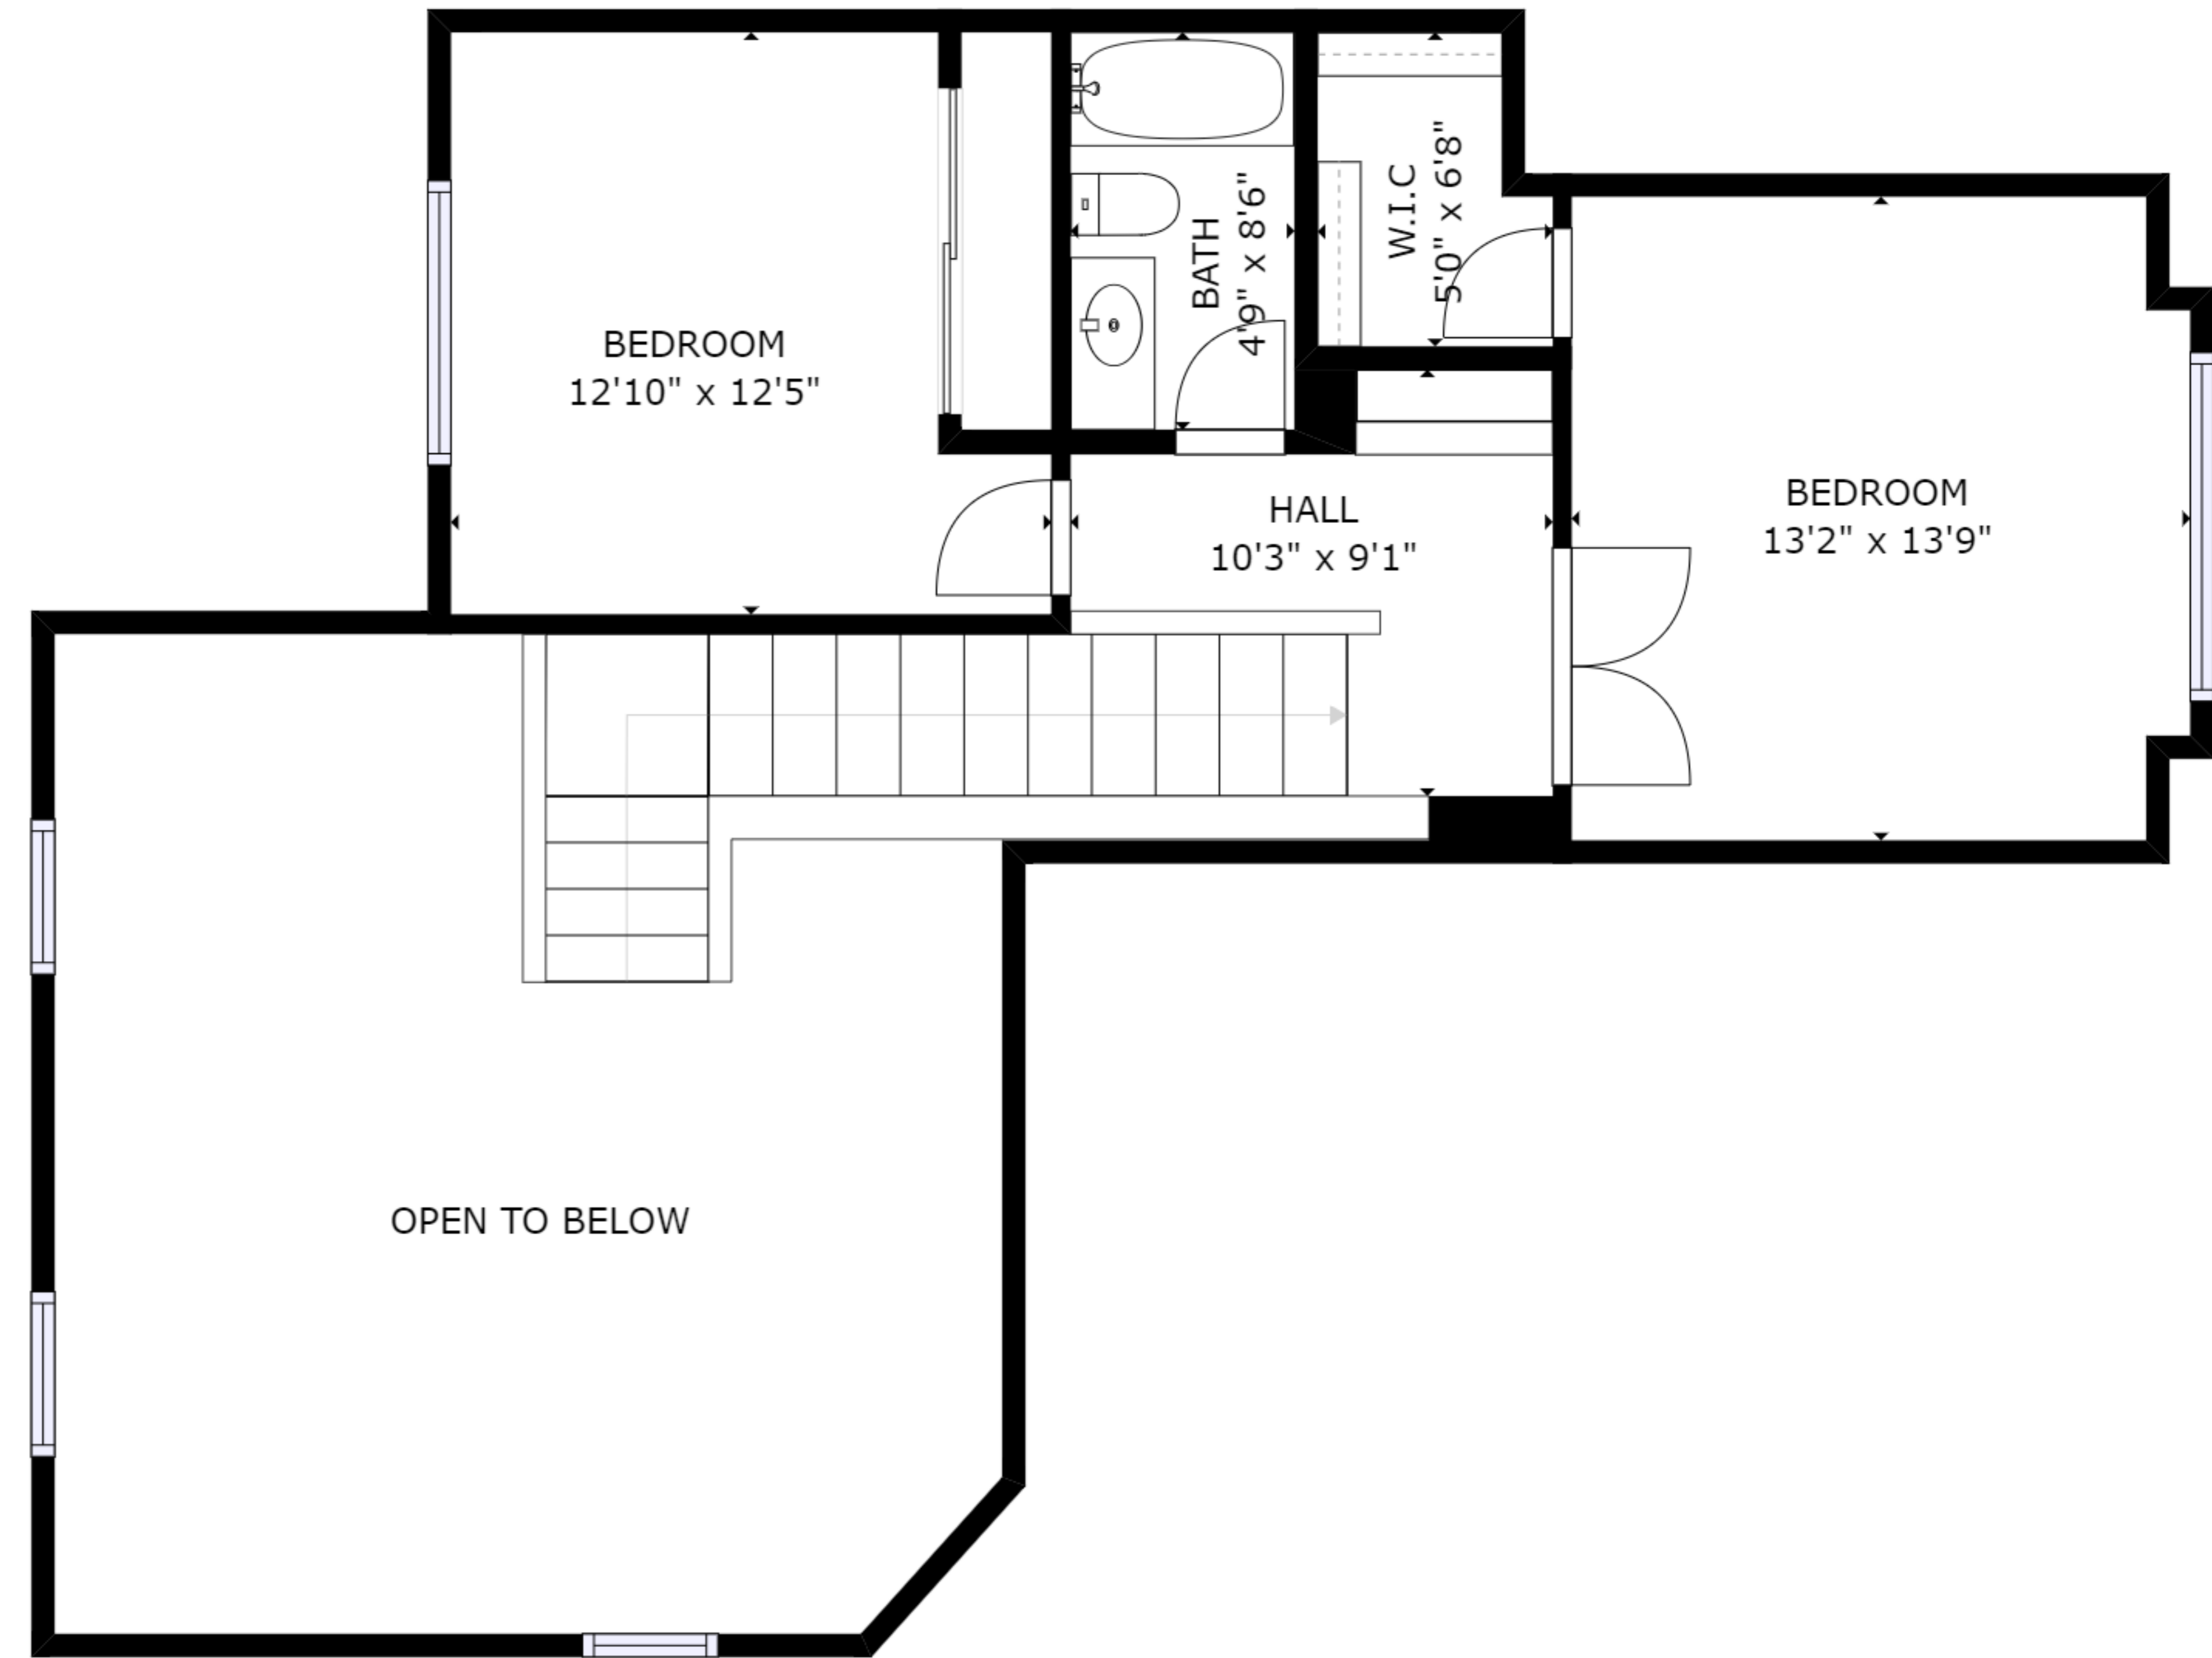 BEDROOM
12'10" x 12'5"
BATH
4'9" x 8'6"
W.I.C
5'0" x 6'8"
HALL
10'3" x 9'1"
BEDROOM
13'2" x 13'9"
OPEN TO BELOW